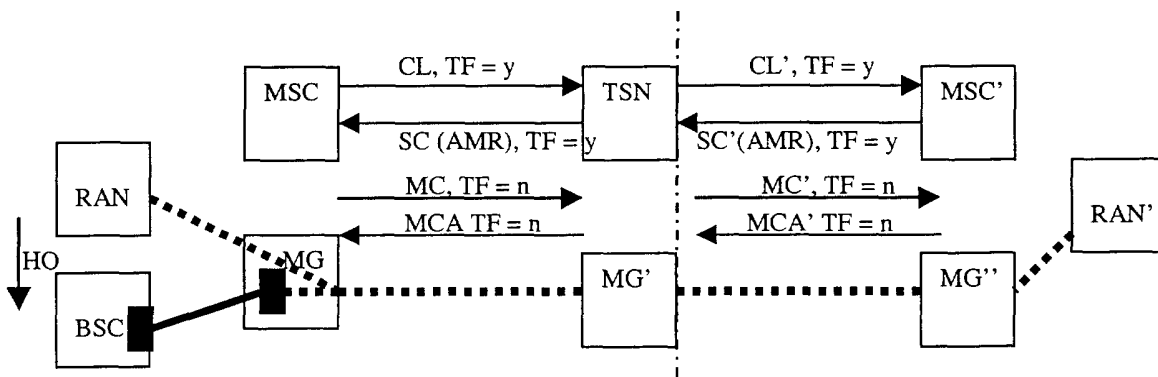 CL, TF = y
CL’, TF = y
MSC
TSN
MSC’
SC (AMR), TF = y
SC’(AMR), TF = y
RAN
MC, TF = n
MC’, TF = n
RAN’
MCA TF = n
MCA’ TF = n
HO
MG
MG’
MG’’
BSC